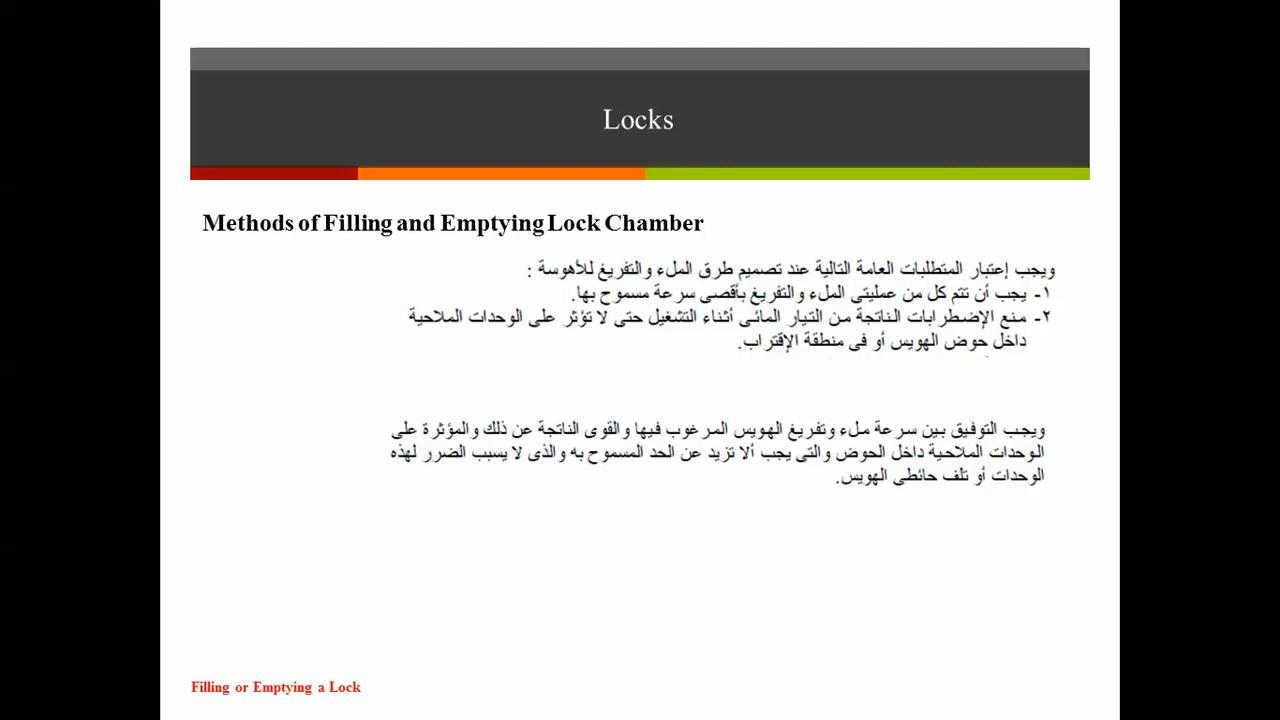 Locks
Methods of Filling and Emptying Lock Chamber
ويجب إعتبار المتطلبات العامة التالية عند تصميم طرق الملء والتفريغ للأهوسة :
١- يجب أن تتم كل من عمليتى الملء والتفريغ بأقصى سرعة مسموح بها.
٢- منع الإضطرابات الناتجة من التيار المائى أثناء التشغيل حتى لا تؤثر على الوحدات الملاحية
داخل حوض الهويس أو فى منطقة الإقتراب.
ويجب التوفيق بين سرعة ملء وتفريغ الهويس المرغوب فيها والقوى الناتجة عن ذلك والمؤثرة على
الوحدات الملاحية داخل الحوض والتى يجب ألا تزيد عن الحد المسموح به والذى لا يسبب الضرر لهذه
الوحدات أو تلف حائطى الهويس.
Filling or Emptying a Lock